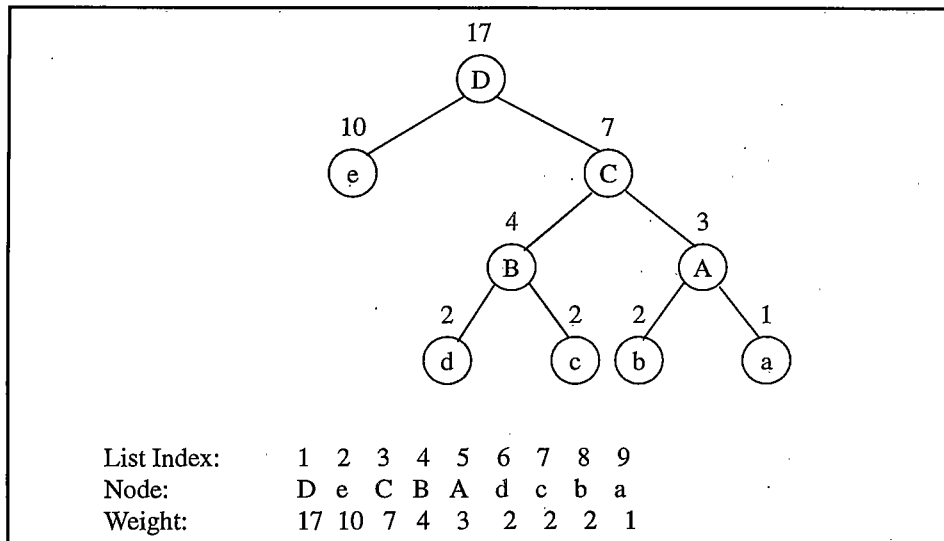 17
D
10 7
e C
4 3
B A
2 2 2 1
d c b a
List Index: 1 2 3 4 5 6 7 8 9
Node: D e C B A d c b a
Weight: 17 10 7 4 3 2 2 2 1